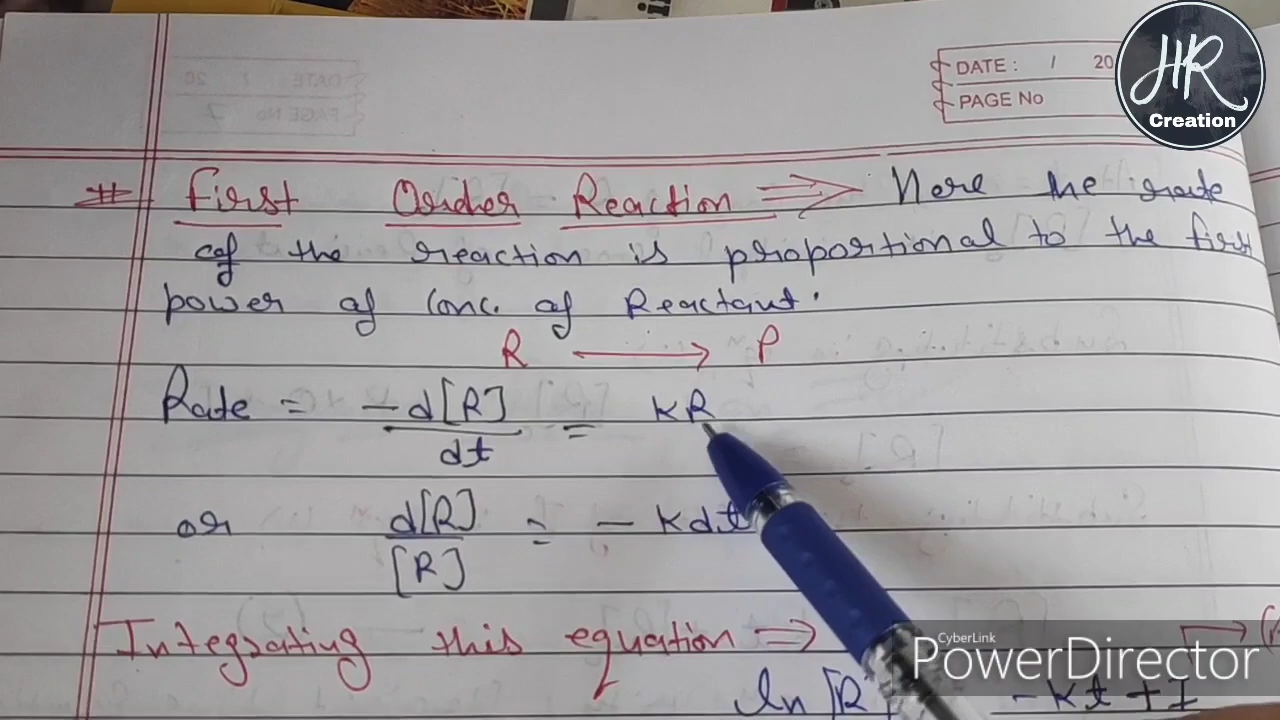 DATE : / 20
PAGE No
HR
Creation
# First Order Reaction ⇒ Here the rate
of the reaction is proportional to the first
power of Conc. of Reactant.
R ⟶ P
Rate = -d[R]/dt = KR
or d[R]/[R] = - Kdt
Integrating this equation ⇒
ln [R] -Kt + I
CyberLink
PowerDirector